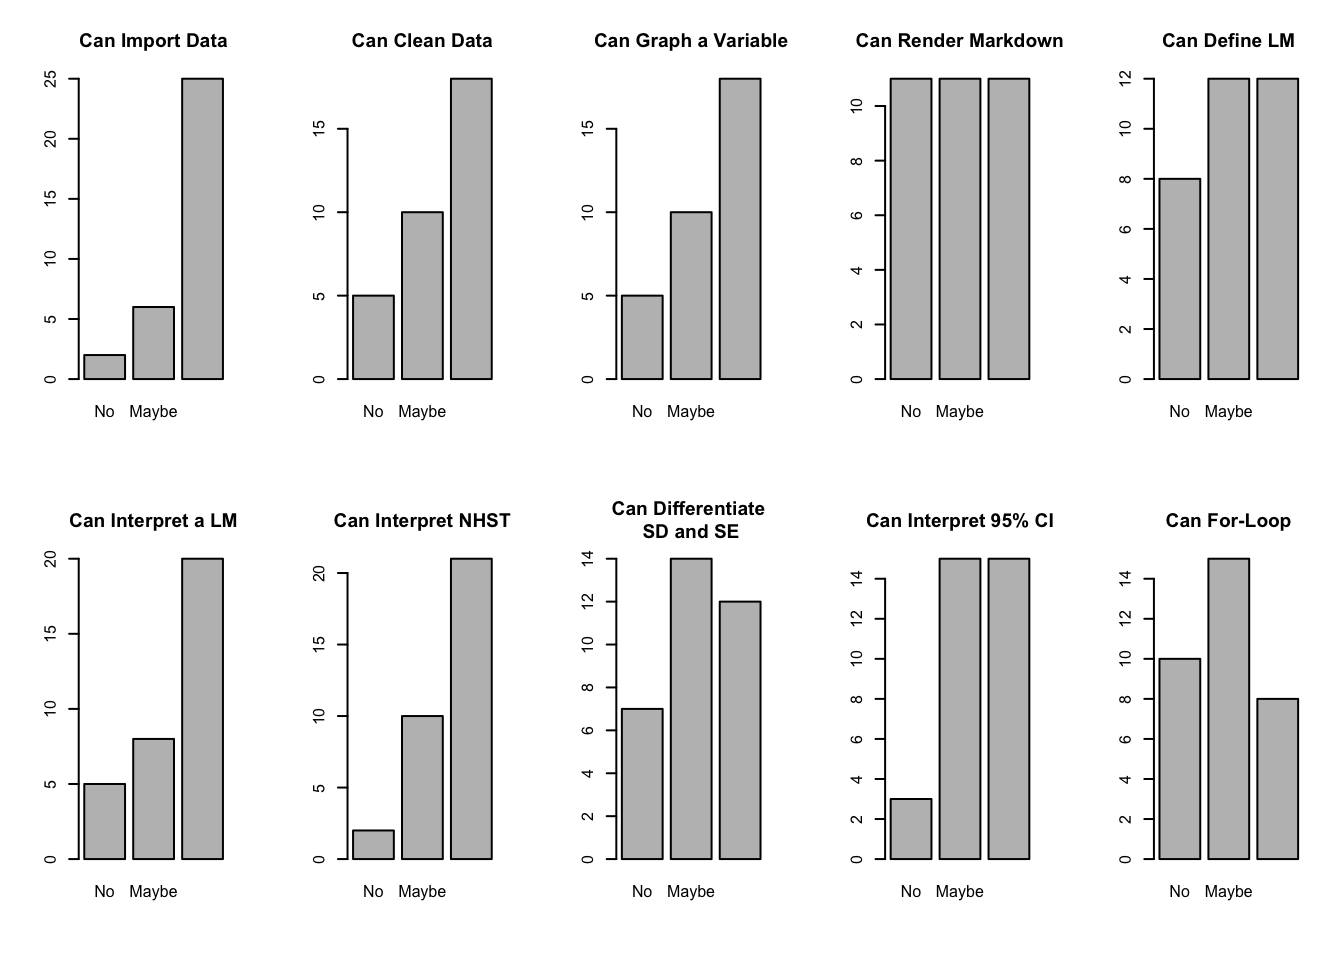 Can Import Data
25
20
15
10
5
0
No Maybe
Can Clean Data
15
10
5
0
No Maybe
Can Graph a Variable
15
10
5
0
No Maybe
Can Render Markdown
10
8
6
4
2
0
No Maybe
Can Define LM
12
10
8
6
4
2
0
No Maybe
Can Interpret a LM
20
15
10
5
0
No Maybe
Can Interpret NHST
20
15
10
5
0
No Maybe
Can Differentiate
SD and SE
14
12
10
8
6
4
2
0
No Maybe
Can Interpret 95% CI
14
12
10
8
6
4
2
0
No Maybe
Can For-Loop
14
12
10
8
6
4
2
0
No Maybe